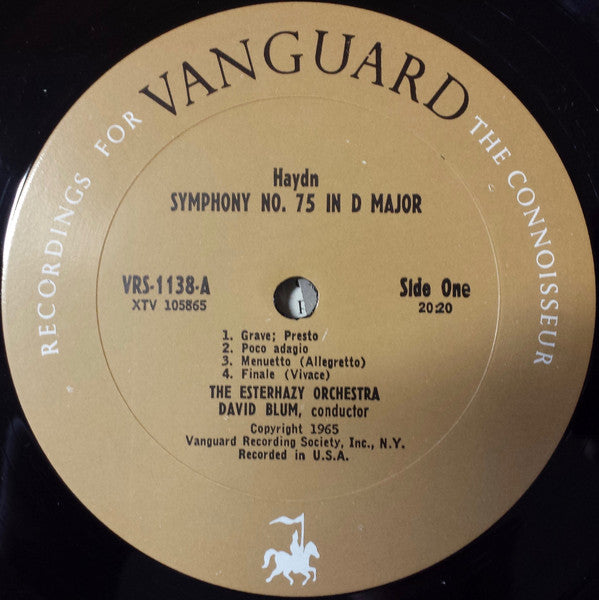 RECORDINGS FOR VANGUARD THE CONNOISSEUR
Haydn
SYMPHONY NO. 75 IN D MAJOR
VRS-1138-A
XTV 105865
Side One
20:20
1. Grave; Presto
2. Poco adagio
3. Menuetto (Allegretto)
4. Finale (Vivace)
THE ESTERHAZY ORCHESTRA
DAVID BLUM, conductor
Copyright 1965
Vanguard Recording Society, Inc., N.Y.
Recorded in U.S.A.